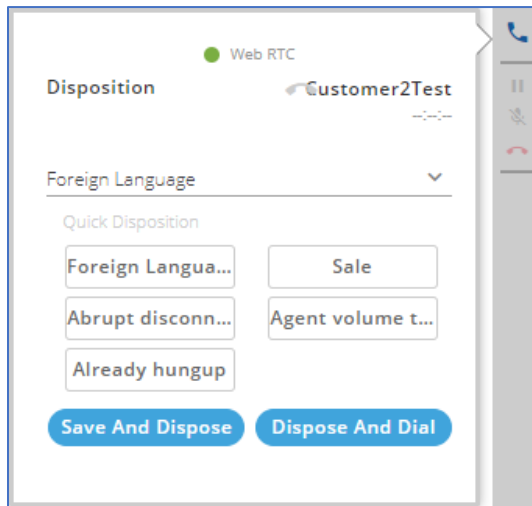 Web RTC
Disposition
Customer2Test
--:--:--
Foreign Language
Quick Disposition
Foreign Langua... Sale
Abrupt disconn... Agent volume t...
Already hungup
Save And Dispose Dispose And Dial